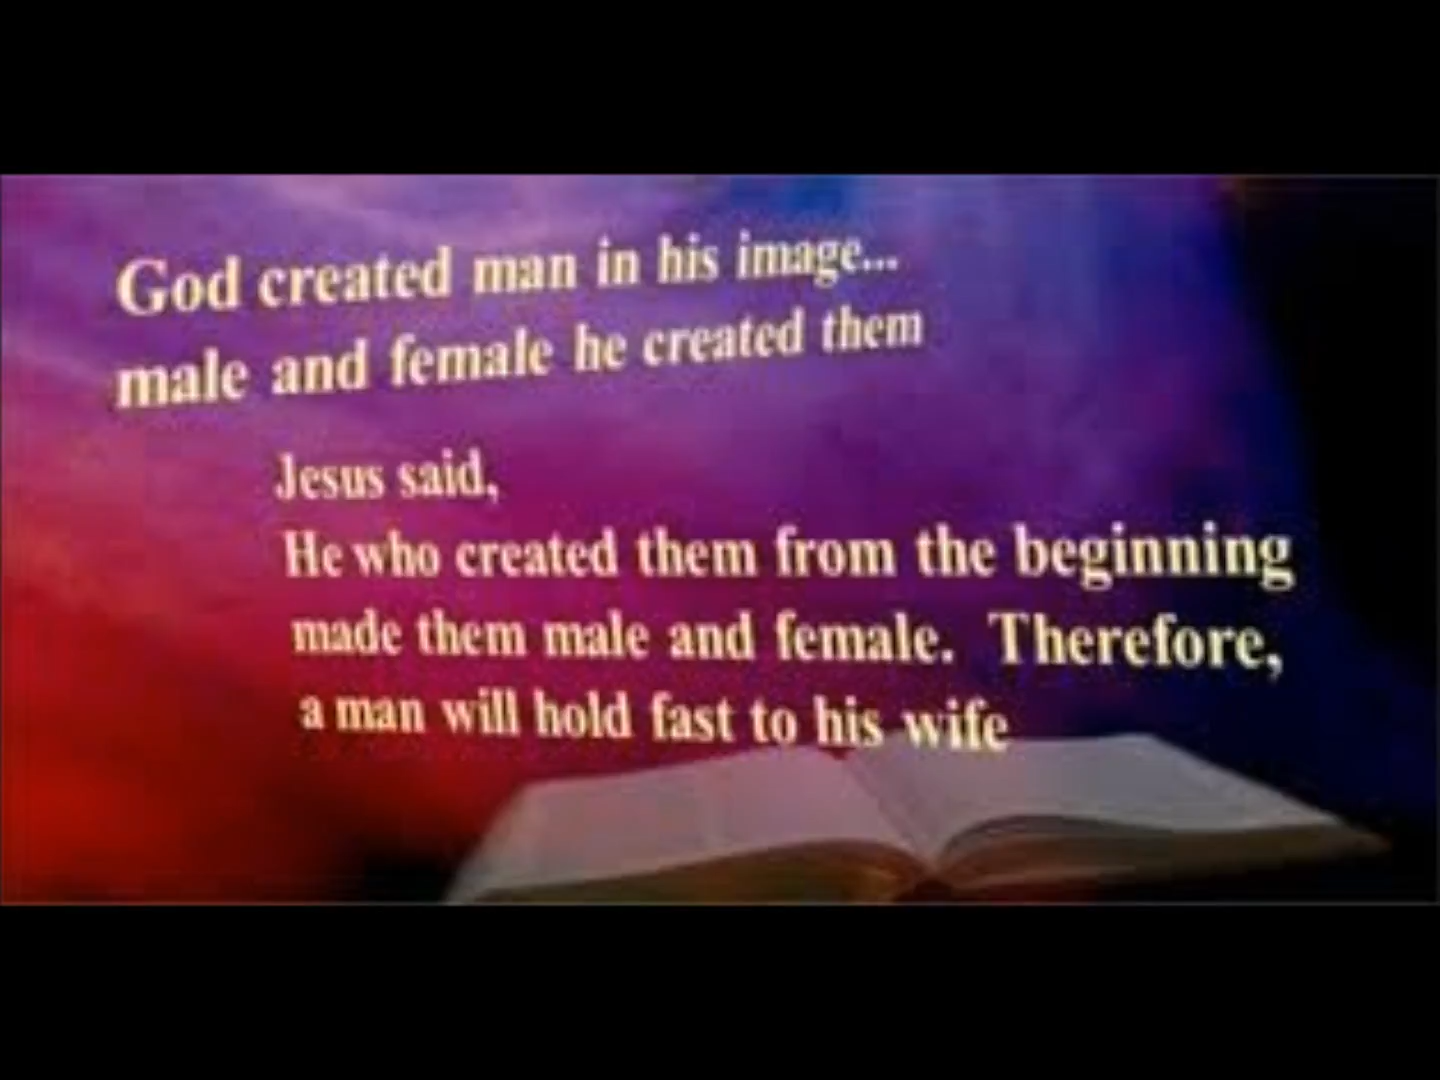 God created man in his image...
male and female he created them
Jesus said,
He who created them from the beginning
made them male and female. Therefore,
a man will hold fast to his wife